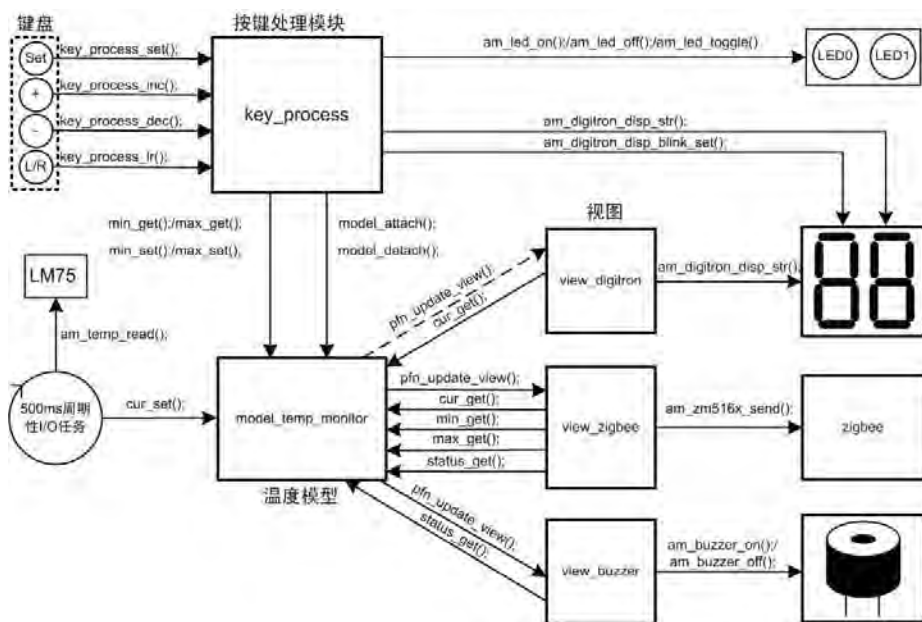 键盘
按键处理模块
Set
key_process_set();
+
key_process_inc();
-
key_process_dec();
L/R
key_process_lr();
key_process
am_led_on();/am_led_off();/am_led_toggle()
LED0
LED1
am_digitron_disp_str();
am_digitron_disp_blink_set();
min_get();/max_get();
min_set();/max_set();
model_attach();
model_detach();
视图
LM75
am_temp_read();
pfn_update_view();
cur_get();
view_digitron
am_digitron_disp_str();
500ms周期
性I/O任务
cur_set();
model_temp_monitor
温度模型
pfn_update_view();
cur_get();
min_get();
max_get();
status_get();
view_zigbee
am_zm516x_send();
zigbee
pfn_update_view();
status_get();
view_buzzer
am_buzzer_on();/
am_buzzer_off();